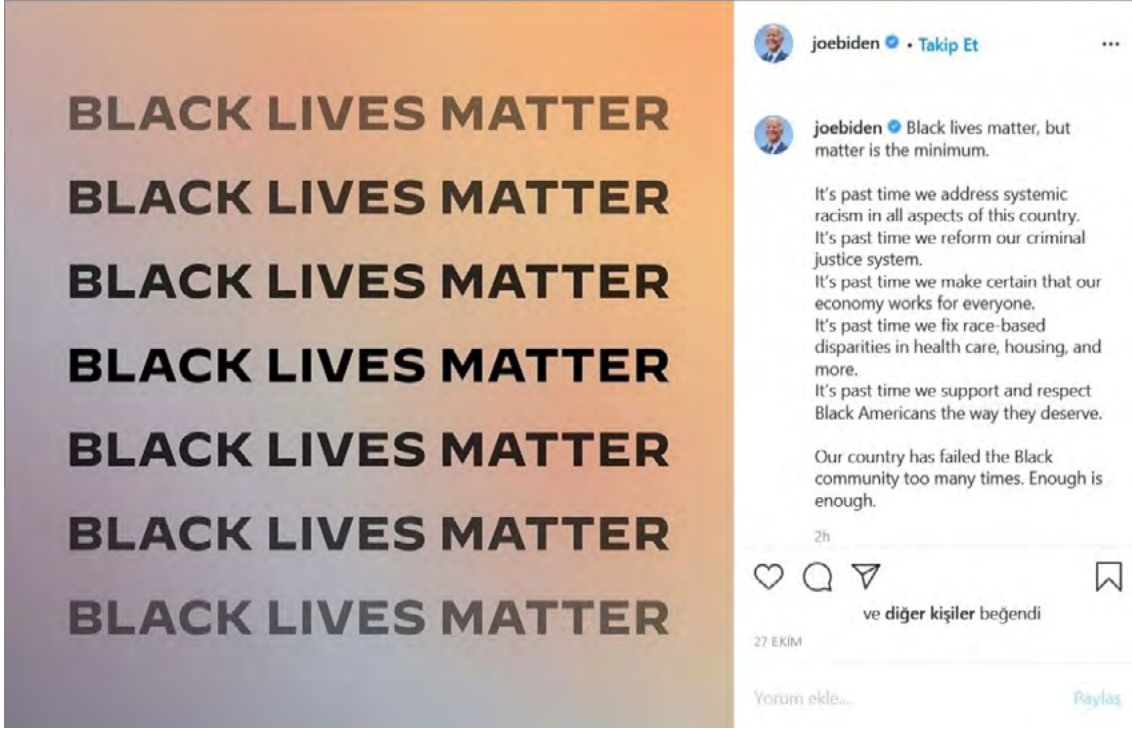 BLACK LIVES MATTER
BLACK LIVES MATTER
BLACK LIVES MATTER
BLACK LIVES MATTER
BLACK LIVES MATTER
BLACK LIVES MATTER
BLACK LIVES MATTER
joebiden • Takip Et
joebiden Black lives matter, but
matter is the minimum.
It's past time we address systemic
racism in all aspects of this country.
It's past time we reform our criminal
justice system.
It's past time we make certain that our
economy works for everyone.
It's past time we fix race-based
disparities in health care, housing, and
more.
It's past time we support and respect
Black Americans the way they deserve.
Our country has failed the Black
community too many times. Enough is
enough.
2h
ve diğer kişiler beğendi
27 EKİM
Yorum ekle... Paylaş